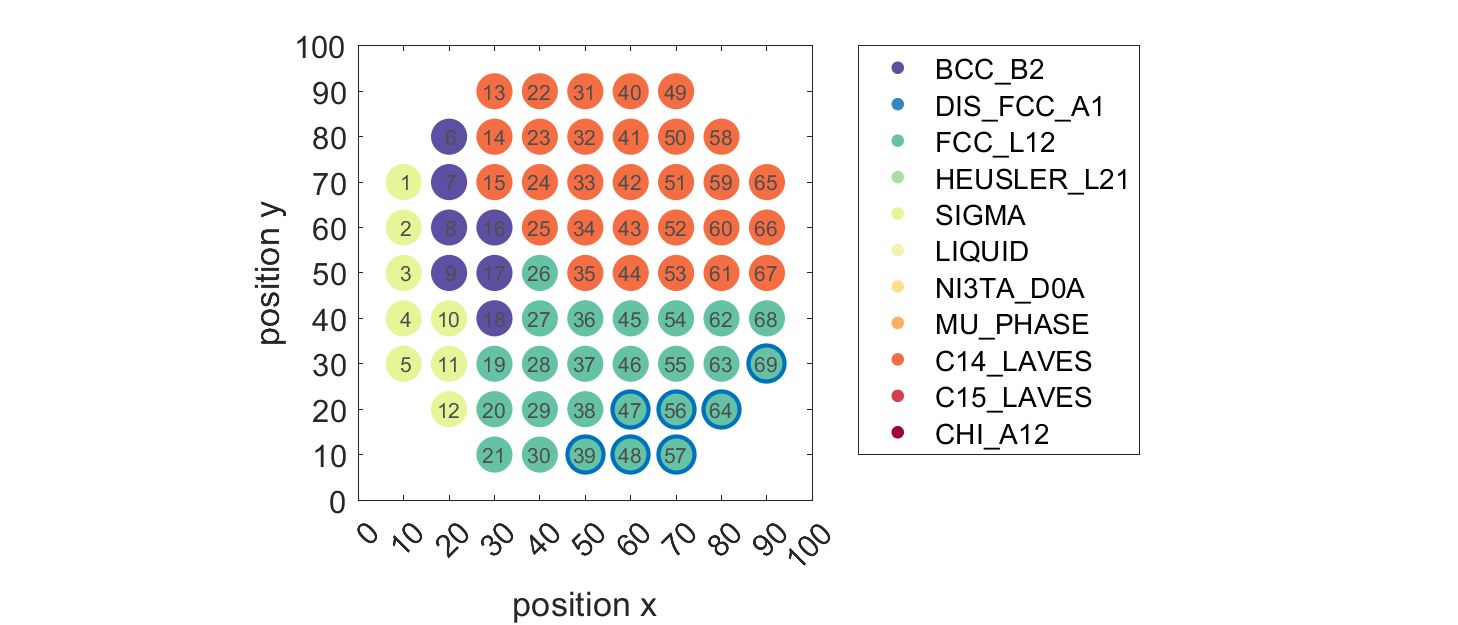 100
90 13 22 31 40 49
80 6 14 23 32 41 50 58
70 1 7 15 24 33 42 51 59 65
60 2 8 16 25 34 43 52 60 66
50 3 9 17 26 35 44 53 61 67
40 4 10 18 27 36 45 54 62 68
30 5 11 19 28 37 46 55 63 69
20 12 20 29 38 47 56 64
10 21 30 39 48 57
0
0 10 20 30 40 50 60 70 80 90 100
position x
position y
BCC_B2
DIS_FCC_A1
FCC_L12
HEUSLER_L21
SIGMA
LIQUID
NI3TA_D0A
MU_PHASE
C14_LAVES
C15_LAVES
CHI_A12